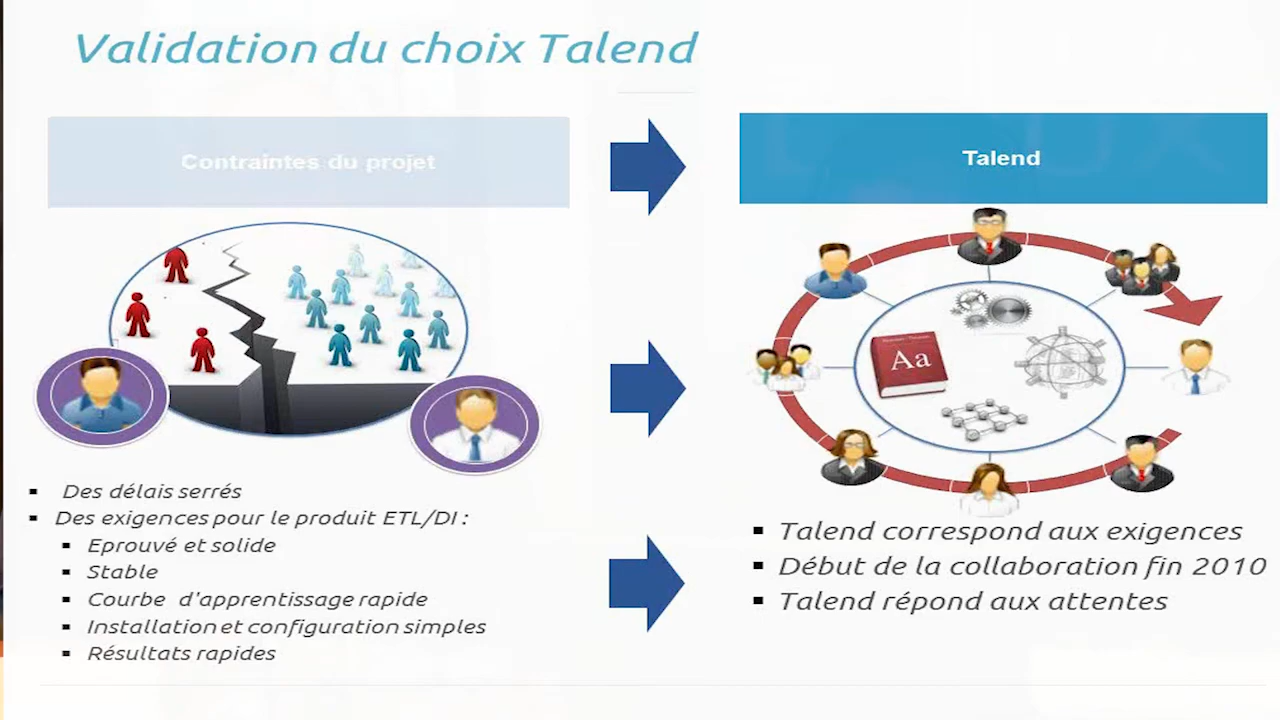 Validation du choix Talend
Contraintes du projet
Talend
Aa
▪ Des délais serrés
▪ Des exigences pour le produit ETL/DI :
▪ Eprouvé et solide
▪ Stable
▪ Courbe d'apprentissage rapide
▪ Installation et configuration simples
▪ Résultats rapides
▪ Talend correspond aux exigences
▪ Début de la collaboration fin 2010
▪ Talend répond aux attentes